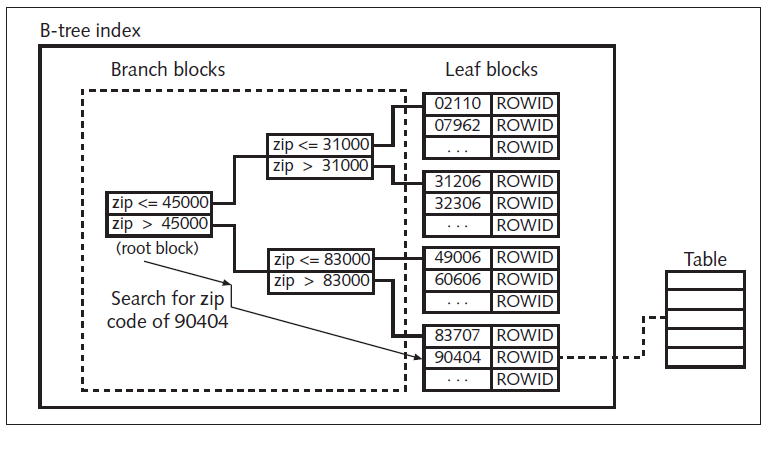 B-tree index
Branch blocks
Leaf blocks
02110 ROWID
07962 ROWID
... ROWID
zip <= 31000
zip > 31000
31206 ROWID
32306 ROWID
... ROWID
zip <= 45000
zip > 45000
(root block)
zip <= 83000
zip > 83000
49006 ROWID
60606 ROWID
... ROWID
Table
Search for zip
code of 90404
83707 ROWID
90404 ROWID
... ROWID